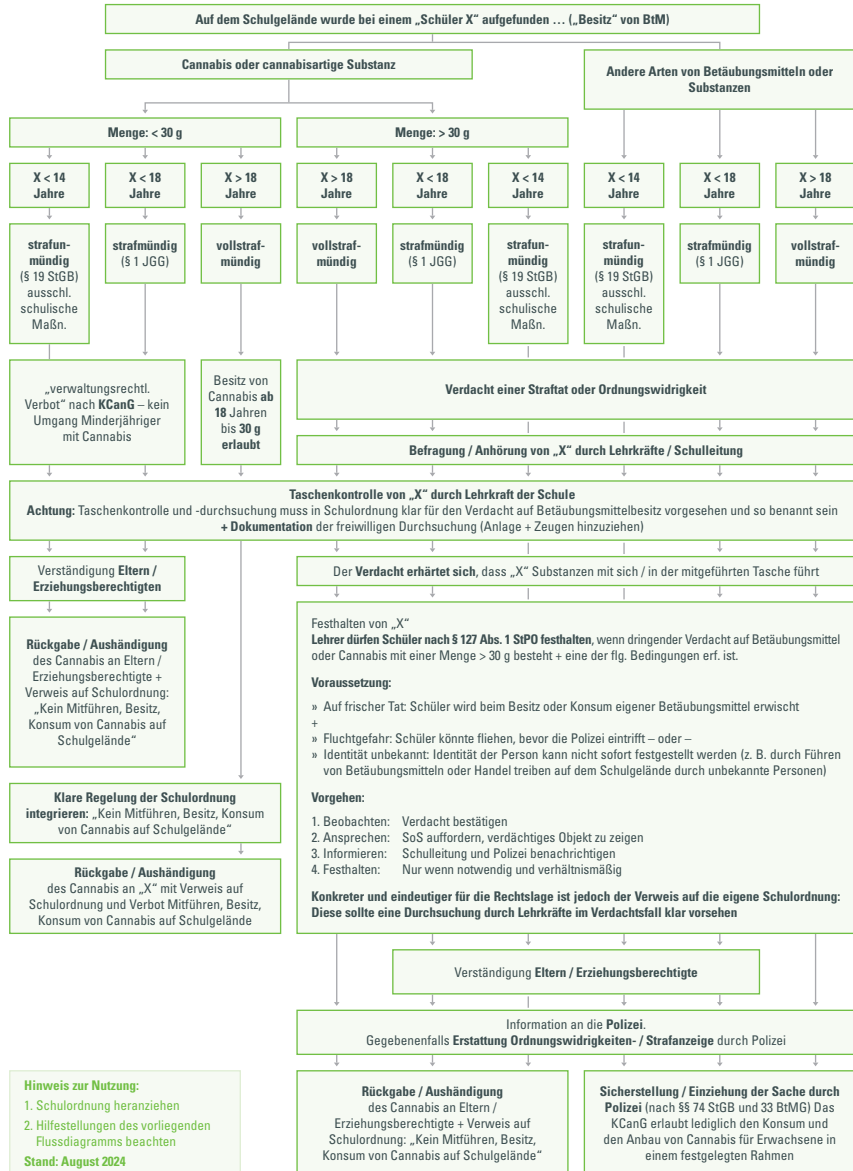 Auf dem Schulgelände wurde bei einem „Schüler X“ aufgefunden … („Besitz“ von BtM)
Cannabis oder cannabisartige Substanz
Andere Arten von Betäubungsmitteln oder
Substanzen
Menge: < 30 g
Menge: > 30 g
X < 14
Jahre
X < 18
Jahre
X > 18
Jahre
X > 18
Jahre
X < 18
Jahre
X < 14
Jahre
X < 14
Jahre
X < 18
Jahre
X > 18
Jahre
strafun-
mündig
(§ 19 StGB)
ausschl.
schulische
Maßn.
strafmündig
(§ 1 JGG)
vollstraf-
mündig
vollstraf-
mündig
strafmündig
(§ 1 JGG)
strafun-
mündig
(§ 19 StGB)
ausschl.
schulische
Maßn.
strafun-
mündig
(§ 19 StGB)
ausschl.
schulische
Maßn.
strafmündig
(§ 1 JGG)
vollstraf-
mündig
„verwaltungsrechtl.
Verbot“ nach KCanG – kein
Umgang Minderjähriger
mit Cannabis
Besitz von
Cannabis ab
18 Jahren
bis 30 g
erlaubt
Verdacht einer Straftat oder Ordnungswidrigkeit
Befragung / Anhörung von „X“ durch Lehrkräfte / Schulleitung
Taschenkontrolle von „X“ durch Lehrkraft der Schule
Achtung: Taschenkontrolle und -durchsuchung muss in Schulordnung klar für den Verdacht auf Betäubungsmittelbesitz vorgesehen und so benannt sein
+ Dokumentation der freiwilligen Durchsuchung (Anlage + Zeugen hinzuziehen)
Verständigung Eltern /
Erziehungsberechtigten
Der Verdacht erhärtet sich, dass „X“ Substanzen mit sich / in der mitgeführten Tasche führt
Rückgabe / Aushändigung
des Cannabis an Eltern /
Erziehungsberechtigte +
Verweis auf Schulordnung:
„Kein Mitführen, Besitz,
Konsum von Cannabis auf
Schulgelände“
Festhalten von „X“
Lehrer dürfen Schüler nach § 127 Abs. 1 StPO festhalten, wenn dringender Verdacht auf Betäubungsmittel
oder Cannabis mit einer Menge > 30 g besteht + eine der flg. Bedingungen erf. ist.
Voraussetzung:
» Auf frischer Tat: Schüler wird beim Besitz oder Konsum eigener Betäubungsmittel erwischt
+
» Fluchtgefahr: Schüler könnte fliehen, bevor die Polizei eintrifft – oder –
» Identität unbekannt: Identität der Person kann nicht sofort festgestellt werden (z. B. durch Führen
von Betäubungsmitteln oder Handel treiben auf dem Schulgelände durch unbekannte Personen)
Vorgehen:
1. Beobachten: Verdacht bestätigen
2. Ansprechen: SoS auffordern, verdächtiges Objekt zu zeigen
3. Informieren: Schulleitung und Polizei benachrichtigen
4. Festhalten: Nur wenn notwendig und verhältnismäßig
Konkreter und eindeutiger für die Rechtslage ist jedoch der Verweis auf die eigene Schulordnung:
Diese sollte eine Durchsuchung durch Lehrkräfte im Verdachtsfall klar vorsehen
Klare Regelung der Schulordnung
integrieren: „Kein Mitführen, Besitz, Konsum
von Cannabis auf Schulgelände“
Rückgabe / Aushändigung
des Cannabis an „X“ mit Verweis auf
Schulordnung und Verbot Mitführen, Besitz,
Konsum von Cannabis auf Schulgelände
Verständigung Eltern / Erziehungsberechtigte
Information an die Polizei.
Gegebenenfalls Erstattung Ordnungswidrigkeiten- / Strafanzeige durch Polizei
Hinweis zur Nutzung:
1. Schulordnung heranziehen
2. Hilfestellungen des vorliegenden
Flussdiagramms beachten
Stand: August 2024
Rückgabe / Aushändigung
des Cannabis an Eltern /
Erziehungsberechtigte + Verweis auf
Schulordnung: „Kein Mitführen, Besitz,
Konsum von Cannabis auf Schulgelände“
Sicherstellung / Einziehung der Sache durch
Polizei (nach §§ 74 StGB und 33 BtMG) Das
KCanG erlaubt lediglich den Konsum und
den Anbau von Cannabis für Erwachsene in
einem festgelegten Rahmen